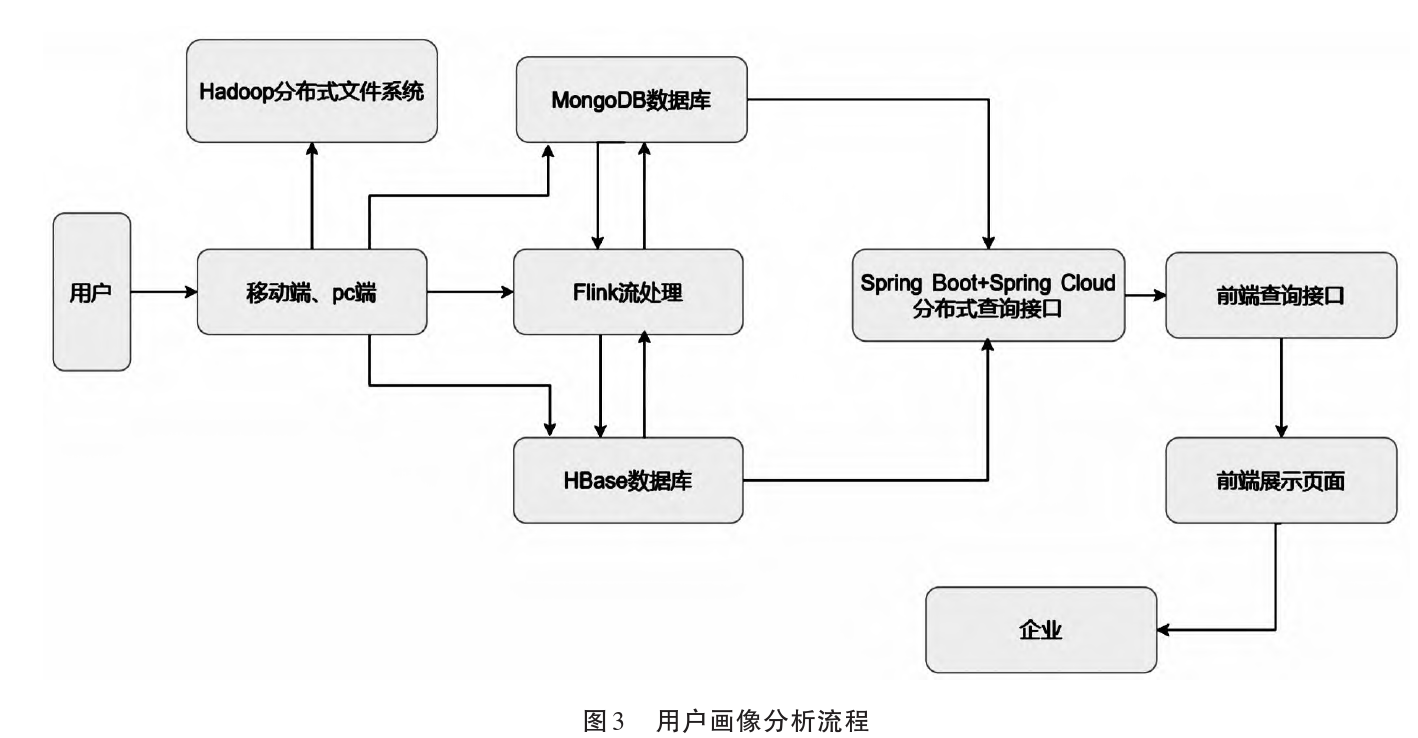 Hadoop分布式文件系统
MongoDB数据库
用户
移动端、pc端
Flink流处理
Spring Boot+Spring Cloud
分布式查询接口
前端查询接口
HBase数据库
前端展示页面
企业
图3 用户画像分析流程